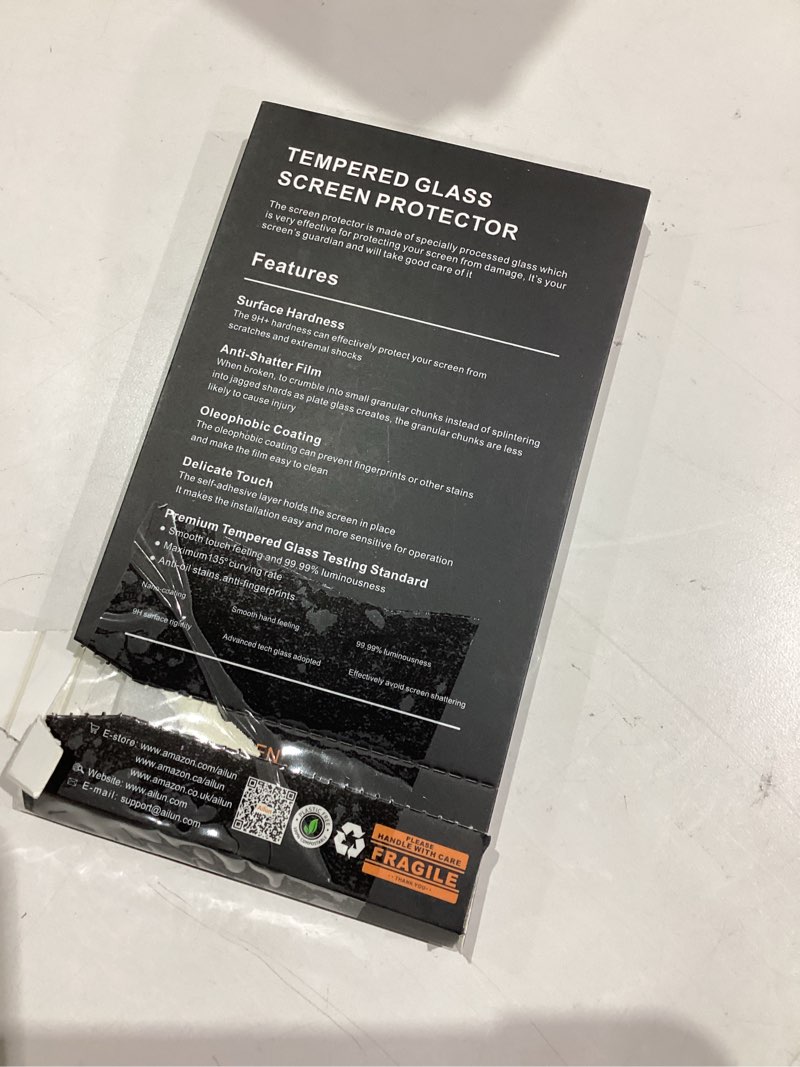 TEMPERED GLASS
SCREEN PROTECTOR
The screen protector is made of specially processed glass which
is very effective for protecting your screen from damage, It's your
screen's guardian and will take good care of it
Features
Surface Hardness
The 9H+ hardness can effectively protect your screen from
scratches and extremal shocks
Anti-Shatter Film
When broken, to crumble into small granular chunks instead of splintering
into jagged shards as plate glass creates, the granular chunks are less
likely to cause injury
Oleophobic Coating
The oleophobic coating can prevent fingerprints or other stains
and make the film easy to clean
Delicate Touch
The self-adhesive layer holds the screen in place
It makes the installation easy and more sensitive for operation
Premium Tempered Glass Testing Standard
• Smooth touch feeling and 99.99% luminousness
• Maximum135° curving rate
• Anti-oil stains,anti-fingerprints
Nano-coating
Smooth hand feeling
99.99% luminousness
9H surface rigidity
Advanced tech glass adopted
Effectively avoid screen shattering
EN
E-store: www.amazon.com/ailun
www.amazon.ca/ailun
www.amazon.co.uk/ailun
Website: www.ailun.com
E-mail: support@ailun.com
PLASTIC FREE
PLEASE
HANDLE WITH CARE
FRAGILE
THANK YOU